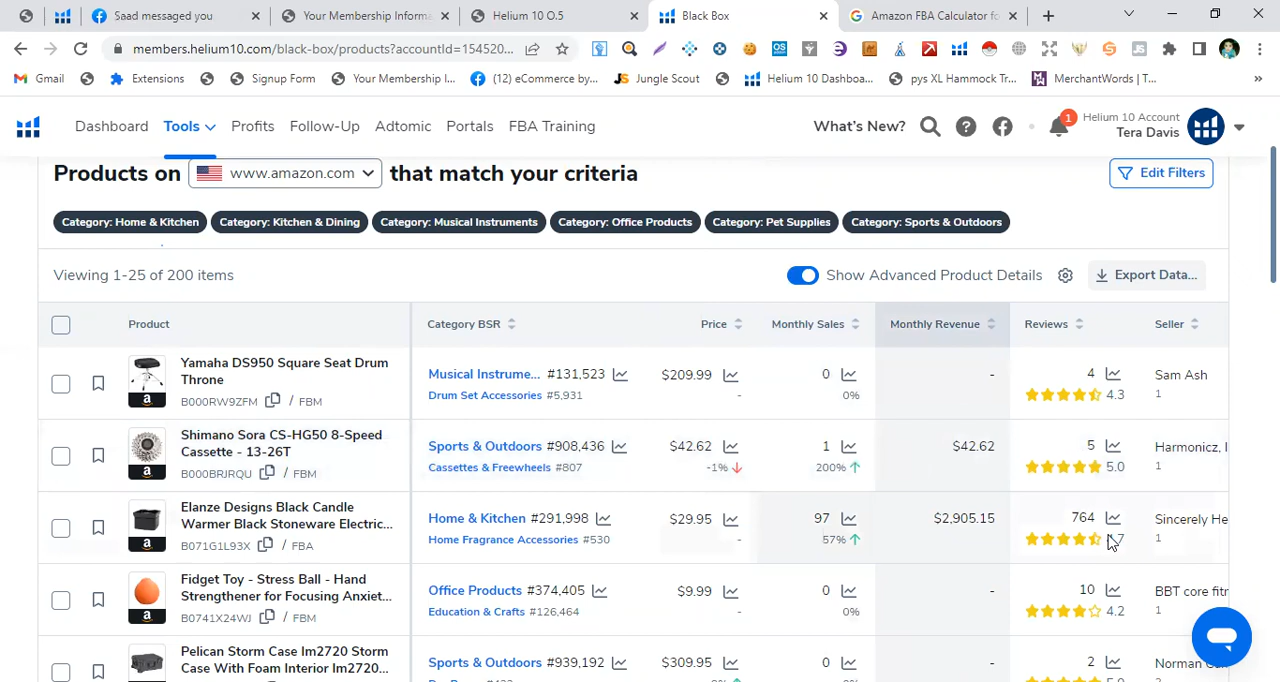 Saad messaged you
Your Membership Informa
Helium 10 O.5
Black Box
Amazon FBA Calculator fo
members.helium10.com/black-box/products?accountId=154520...
Gmail
Extensions
Signup Form
Your Membership I...
(12) eCommerce by...
Jungle Scout
Helium 10 Dashboa...
pys XL Hammock Tr...
MerchantWords | T...
Dashboard
Tools
Profits
Follow-Up
Adtomic
Portals
FBA Training
What's New?
1
Helium 10 Account
Tera Davis
Products on www.amazon.com that match your criteria
Edit Filters
Category: Home & Kitchen
Category: Kitchen & Dining
Category: Musical Instruments
Category: Office Products
Category: Pet Supplies
Category: Sports & Outdoors
Viewing 1-25 of 200 items
Show Advanced Product Details
Export Data...
Product
Category BSR
Price
Monthly Sales
Monthly Revenue
Reviews
Seller
Yamaha DS950 Square Seat Drum
Throne
B000RW9ZFM / FBM
Musical Instrume... #131,523
Drum Set Accessories #5,931
$209.99
-
0
0%
-
4
4.3
Sam Ash
1
Shimano Sora CS-HG50 8-Speed
Cassette - 13-26T
B000BRJRQU / FBM
Sports & Outdoors #908,436
Cassettes & Freewheels #807
$42.62
-1%
1
200%
$42.62
5
5.0
Harmonicz, I
1
Elanze Designs Black Candle
Warmer Black Stoneware Electric...
B071G1L93X / FBA
Home & Kitchen #291,998
Home Fragrance Accessories #530
$29.95
-
97
57%
$2,905.15
764
Sincerely He
1
Fidget Toy - Stress Ball - Hand
Strengthener for Focusing Anxiet...
B0741X24WJ / FBM
Office Products #374,405
Education & Crafts #126,464
$9.99
-
0
0%
-
10
4.2
BBT core fitn
1
Pelican Storm Case Im2720 Storm
Case With Foam Interior Im2720...
Sports & Outdoors #939,192
$309.95
0
-
2
Norman